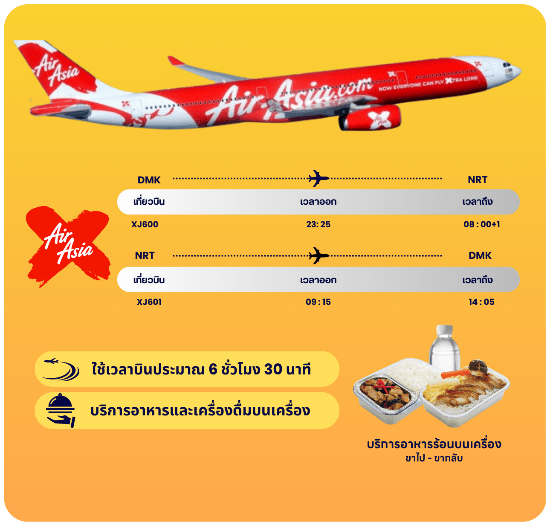 Air
Asia
AirAsia.com
NOW EVERYONE CAN FLY XTRA LONG
DMK NRT
เที่ยวบิน เวลาออก เวลาถึง
XJ600 23: 25 08 : 00+1
Air
Asia
NRT DMK
เที่ยวบิน เวลาออก เวลาถึง
XJ601 09 : 15 14 : 05
ใช้เวลาบินประมาณ 6 ชั่วโมง 30 นาที
บริการอาหารและเครื่องดื่มบนเครื่อง
บริการอาหารร้อนบนเครื่อง
ขาไป - ขากลับ